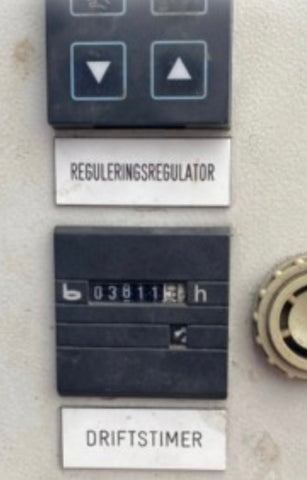 REGULERINGSREGULATOR
03811 h
DRIFTSTIMER